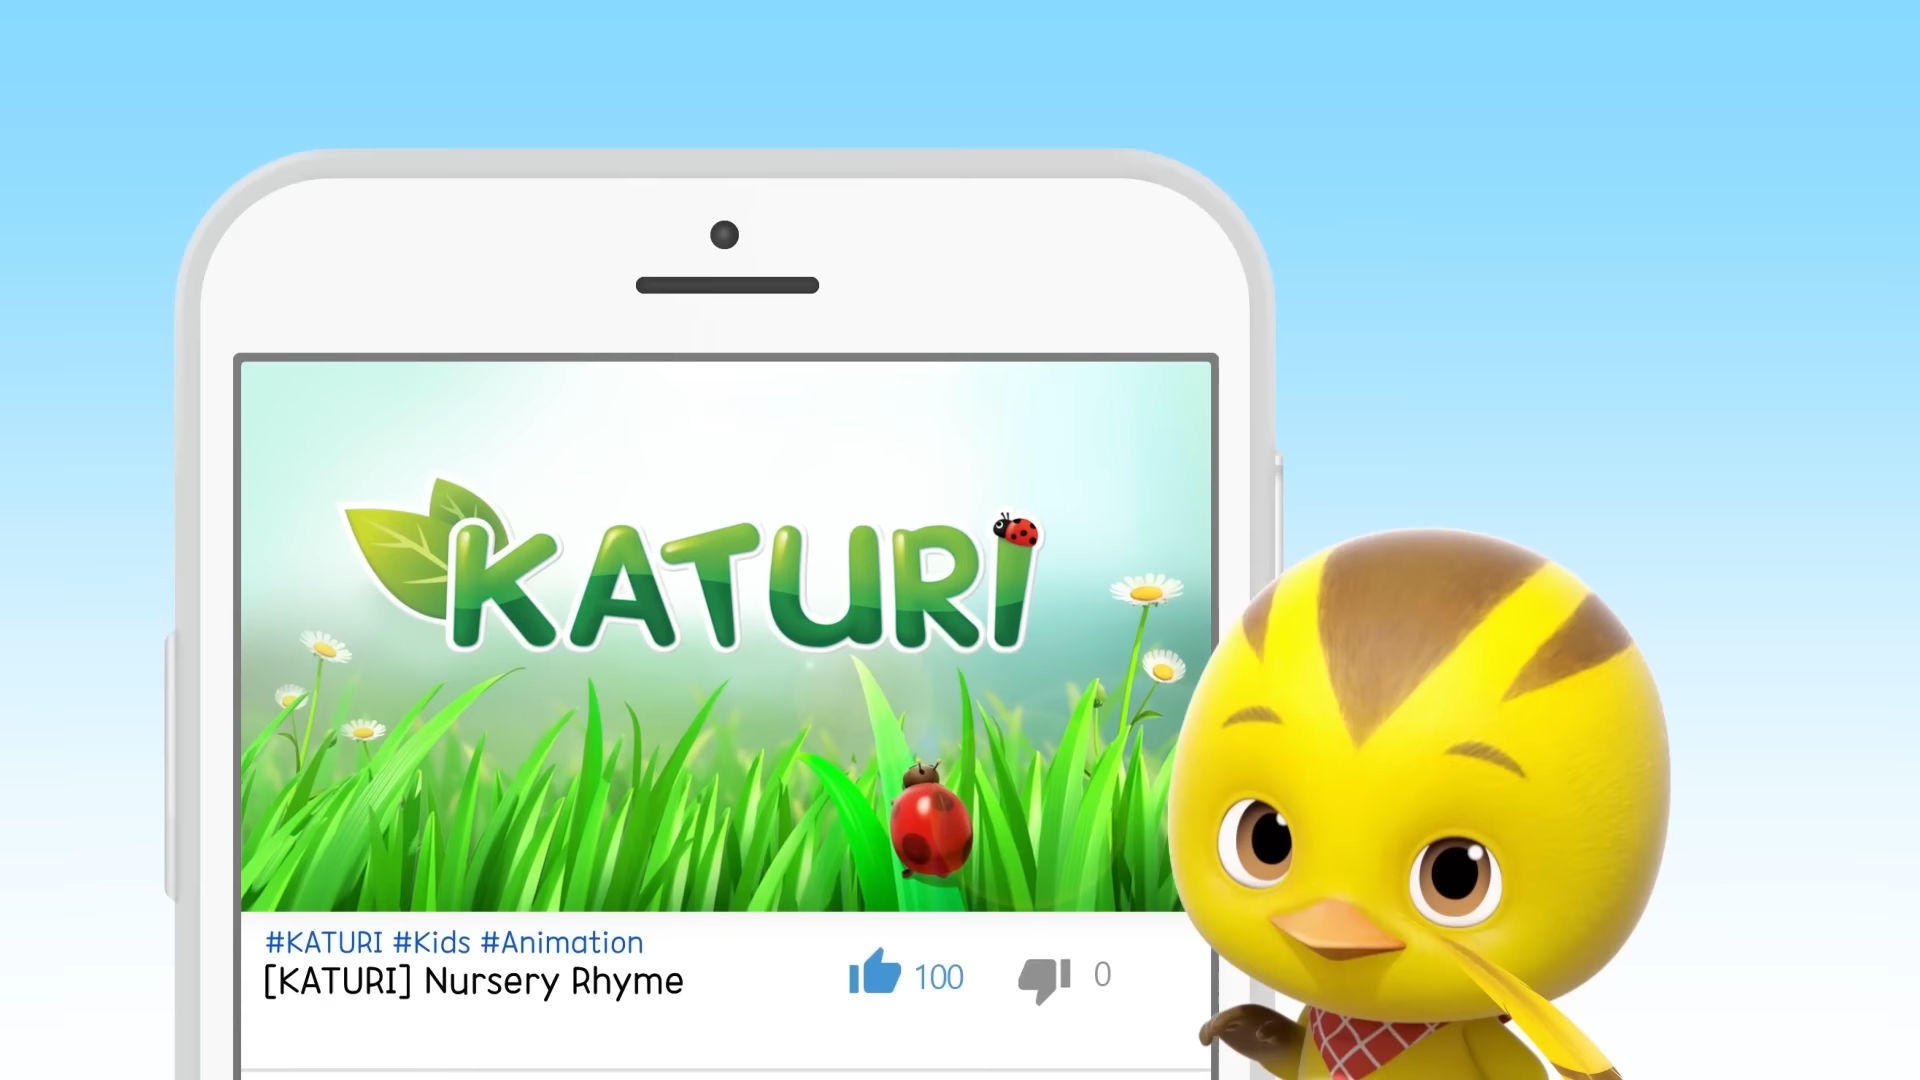 KATURI
#KATURI #Kids #Animation
[KATURI] Nursery Rhyme
100
0